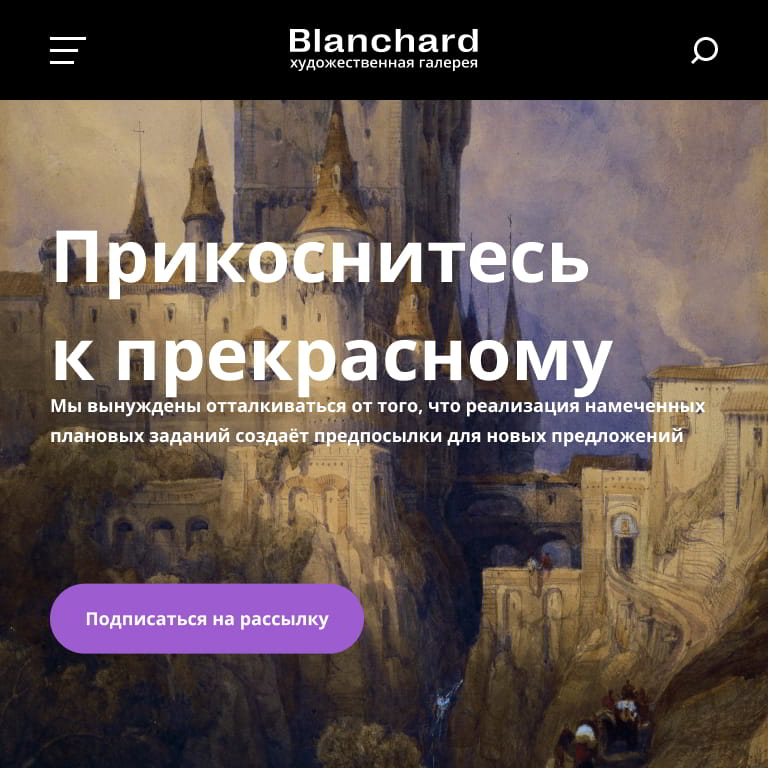 Blanchard
художественная галерея
Прикоснитесь
к прекрасному
Мы вынуждены отталкиваться от того, что реализация намеченных
плановых заданий создаёт предпосылки для новых предложений
Подписаться на рассылку